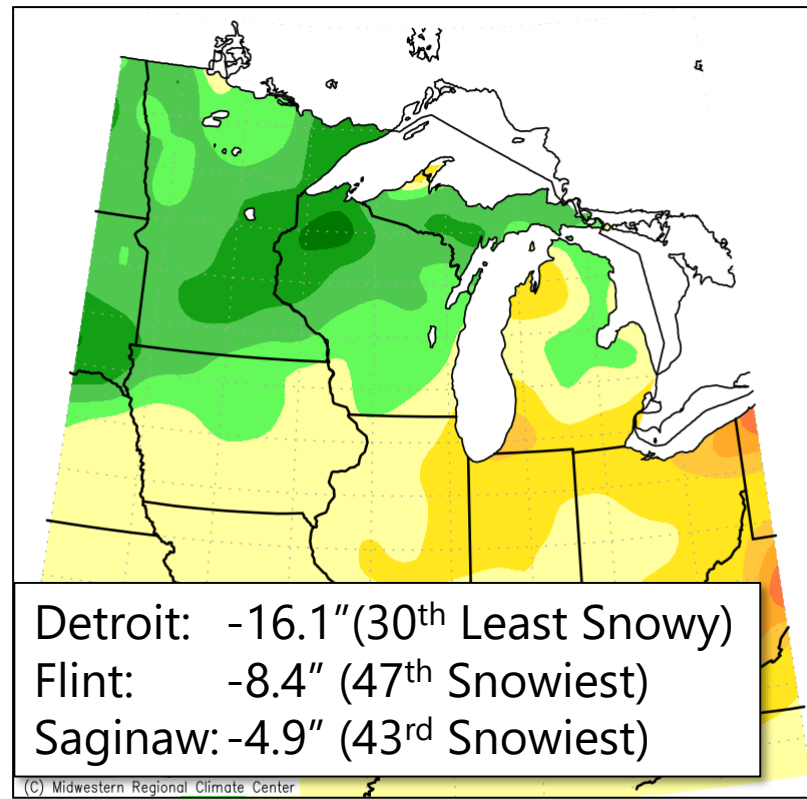 Detroit: -16.1”(30th Least Snowy)
Flint: -8.4” (47th Snowiest)
Saginaw: -4.9” (43rd Snowiest)
(C) Midwestern Regional Climate Center